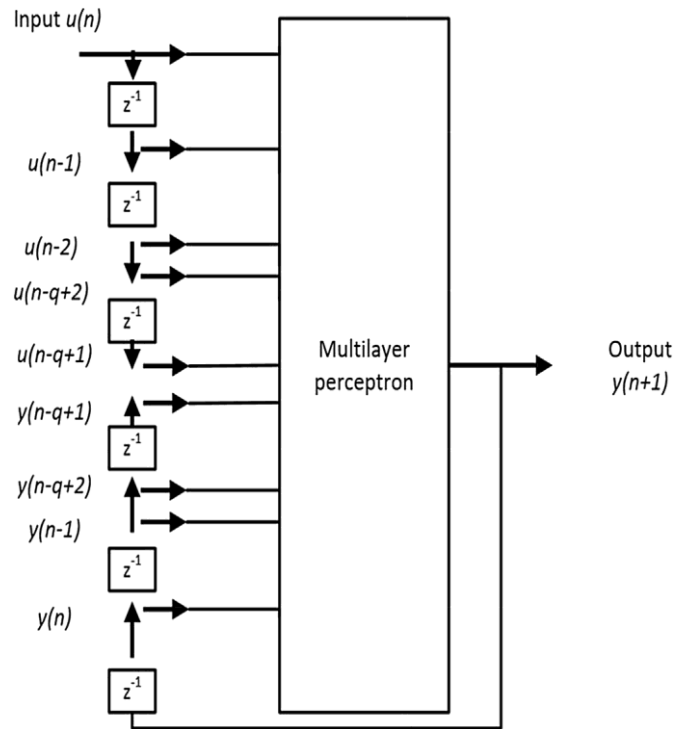 Input u(n)
z⁻¹
u(n-1)
z⁻¹
u(n-2)
u(n-q+2)
z⁻¹
u(n-q+1)
y(n-q+1)
z⁻¹
y(n-q+2)
y(n-1)
z⁻¹
y(n)
z⁻¹
Multilayer
perceptron
Output
y(n+1)